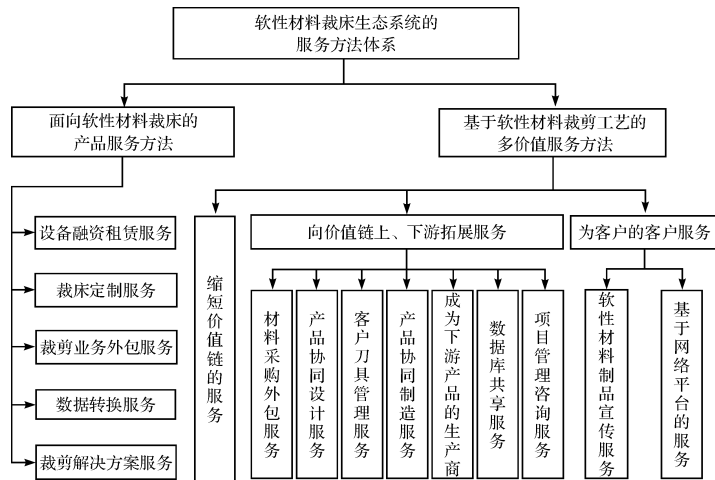 软性材料裁床生态系统的
服务方法体系
面向软性材料裁床的
产品服务方法
基于软性材料裁剪工艺的
多价值服务方法
设备融资租赁服务
裁床定制服务
裁剪业务外包服务
数据转换服务
裁剪解决方案服务
缩短价值链的服务
向价值链上、下游拓展服务
为客户的客户服务
材料采购外包服务
产品协同设计服务
客户刀具管理服务
产品协同制造服务
成为下游产品的生产商
数据库共享服务
项目管理咨询服务
软性材料制品宣传服务
基于网络平台的服务